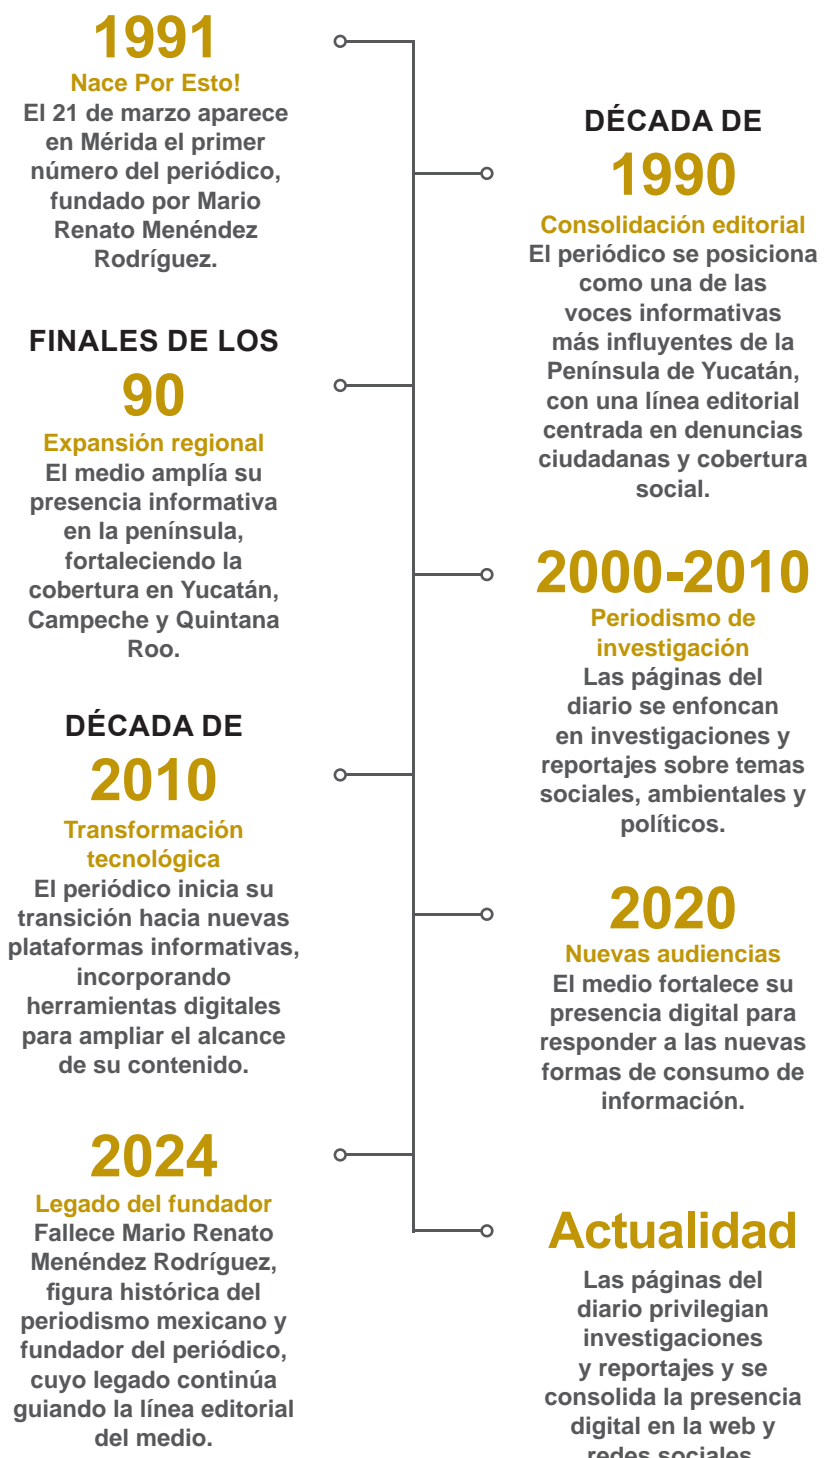 1991
Nace Por Esto!
El 21 de marzo aparece
en Mérida el primer
número del periódico,
fundado por Mario
Renato Menéndez
Rodríguez.
DÉCADA DE
1990
Consolidación editorial
El periódico se posiciona
como una de las
voces informativas
más influyentes de la
Península de Yucatán,
con una línea editorial
centrada en denuncias
ciudadanas y cobertura
social.
FINALES DE LOS
90
Expansión regional
El medio amplía su
presencia informativa
en la península,
fortaleciendo la
cobertura en Yucatán,
Campeche y Quintana
Roo.
2000-2010
Periodismo de
investigación
Las páginas del
diario se enfoncan
en investigaciones y
reportajes sobre temas
sociales, ambientales y
políticos.
DÉCADA DE
2010
Transformación
tecnológica
El periódico inicia su
transición hacia nuevas
plataformas informativas,
incorporando
herramientas digitales
para ampliar el alcance
de su contenido.
2020
Nuevas audiencias
El medio fortalece su
presencia digital para
responder a las nuevas
formas de consumo de
información.
2024
Legado del fundador
Fallece Mario Renato
Menéndez Rodríguez,
figura histórica del
periodismo mexicano y
fundador del periódico,
cuyo legado continúa
guiando la línea editorial
del medio.
Actualidad
Las páginas del
diario privilegian
investigaciones
y reportajes y se
consolida la presencia
digital en la web y
redes sociales